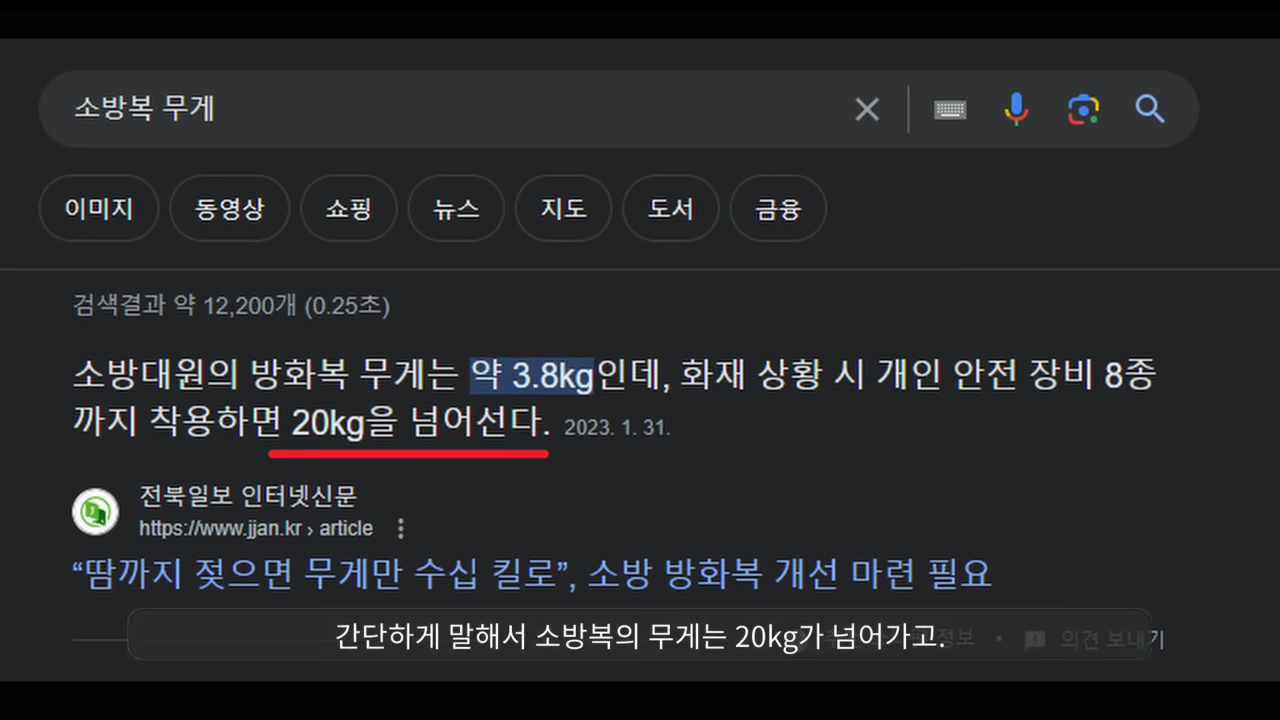 소방복 무게
이미지 동영상 쇼핑 뉴스 지도 도서 금융
검색결과 약 12,200개 (0.25초)
소방대원의 방화복 무게는 약 3.8kg인데, 화재 상황 시 개인 안전 장비 8종
까지 착용하면 20kg을 넘어선다. 2023. 1. 31.
전북일보 인터넷신문
https://www.jjan.kr › article
“땀까지 젖으면 무게만 수십 킬로”, 소방 방화복 개선 마련 필요
정보 • 의견 보내기
간단하게 말해서 소방복의 무게는 20kg가 넘어가고.